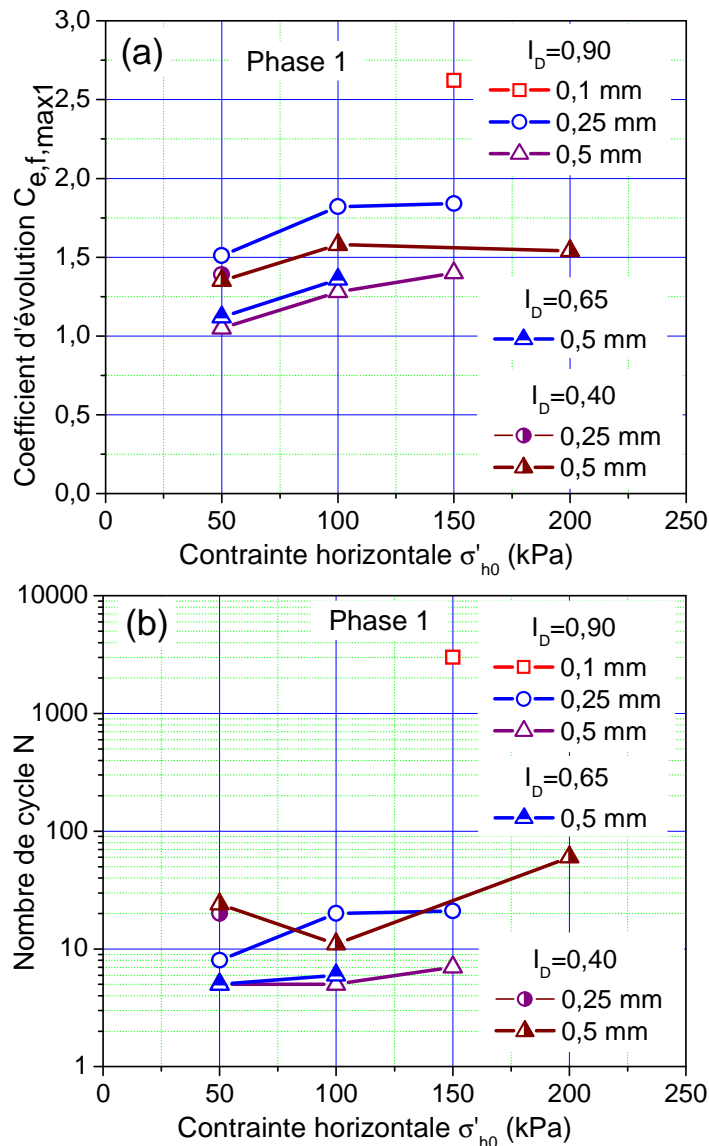 (a)
Phase 1
Coefficient d'évolution C_e,f,max1
3,0
2,5
2,0
1,5
1,0
0,5
0,0
I_D=0,90
0,1 mm
0,25 mm
0,5 mm
I_D=0,65
0,5 mm
I_D=0,40
0,25 mm
0,5 mm
0 50 100 150 200 250
Contrainte horizontale σ'_h0 (kPa)
(b)
Phase 1
Nombre de cycle N
10000
1000
100
10
1
I_D=0,90
0,1 mm
0,25 mm
0,5 mm
I_D=0,65
0,5 mm
I_D=0,40
0,25 mm
0,5 mm
0 50 100 150 200 250
Contrainte horizontale σ'_h0 (kPa)